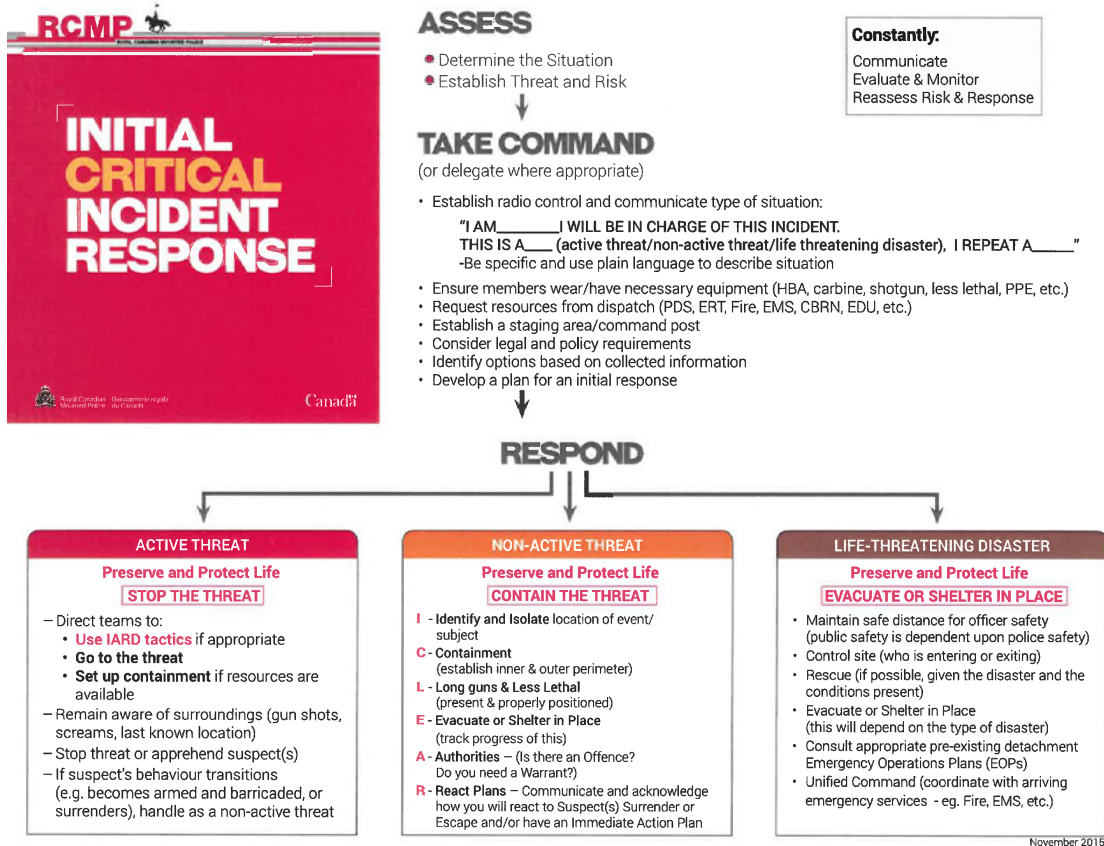 RCMP
ROYAL CANADIAN MOUNTED POLICE
INITIAL
CRITICAL
INCIDENT
RESPONSE
Royal Canadian Gendarmerie royale
Mounted Police du Canada
Canada
ASSESS
• Determine the Situation
• Establish Threat and Risk
Constantly:
Communicate
Evaluate & Monitor
Reassess Risk & Response
TAKE COMMAND
(or delegate where appropriate)
• Establish radio control and communicate type of situation:
"I AM________I WILL BE IN CHARGE OF THIS INCIDENT.
THIS IS A____ (active threat/non-active threat/life threatening disaster), I REPEAT A______"
-Be specific and use plain language to describe situation
• Ensure members wear/have necessary equipment (HBA, carbine, shotgun, less lethal, PPE, etc.)
• Request resources from dispatch (PDS, ERT, Fire, EMS, CBRN, EDU, etc.)
• Establish a staging area/command post
• Consider legal and policy requirements
• Identify options based on collected information
• Develop a plan for an initial response
RESPOND
ACTIVE THREAT
Preserve and Protect Life
STOP THE THREAT
– Direct teams to:
• Use IARD tactics if appropriate
• Go to the threat
• Set up containment if resources are
available
– Remain aware of surroundings (gun shots,
screams, last known location)
– Stop threat or apprehend suspect(s)
– If suspect's behaviour transitions
(e.g. becomes armed and barricaded, or
surrenders), handle as a non-active threat
NON-ACTIVE THREAT
Preserve and Protect Life
CONTAIN THE THREAT
I - Identify and Isolate location of event/
subject
C - Containment
(establish inner & outer perimeter)
L - Long guns & Less Lethal
(present & properly positioned)
E - Evacuate or Shelter in Place
(track progress of this)
A - Authorities – (Is there an Offence?
Do you need a Warrant?)
R - React Plans – Communicate and acknowledge
how you will react to Suspect(s) Surrender or
Escape and/or have an Immediate Action Plan
LIFE-THREATENING DISASTER
Preserve and Protect Life
EVACUATE OR SHELTER IN PLACE
• Maintain safe distance for officer safety
(public safety is dependent upon police safety)
• Control site (who is entering or exiting)
• Rescue (if possible, given the disaster and the
conditions present)
• Evacuate or Shelter in Place
(this will depend on the type of disaster)
• Consult appropriate pre-existing detachment
Emergency Operations Plans (EOPs)
• Unified Command (coordinate with arriving
emergency services - eg. Fire, EMS, etc.)
November 2015